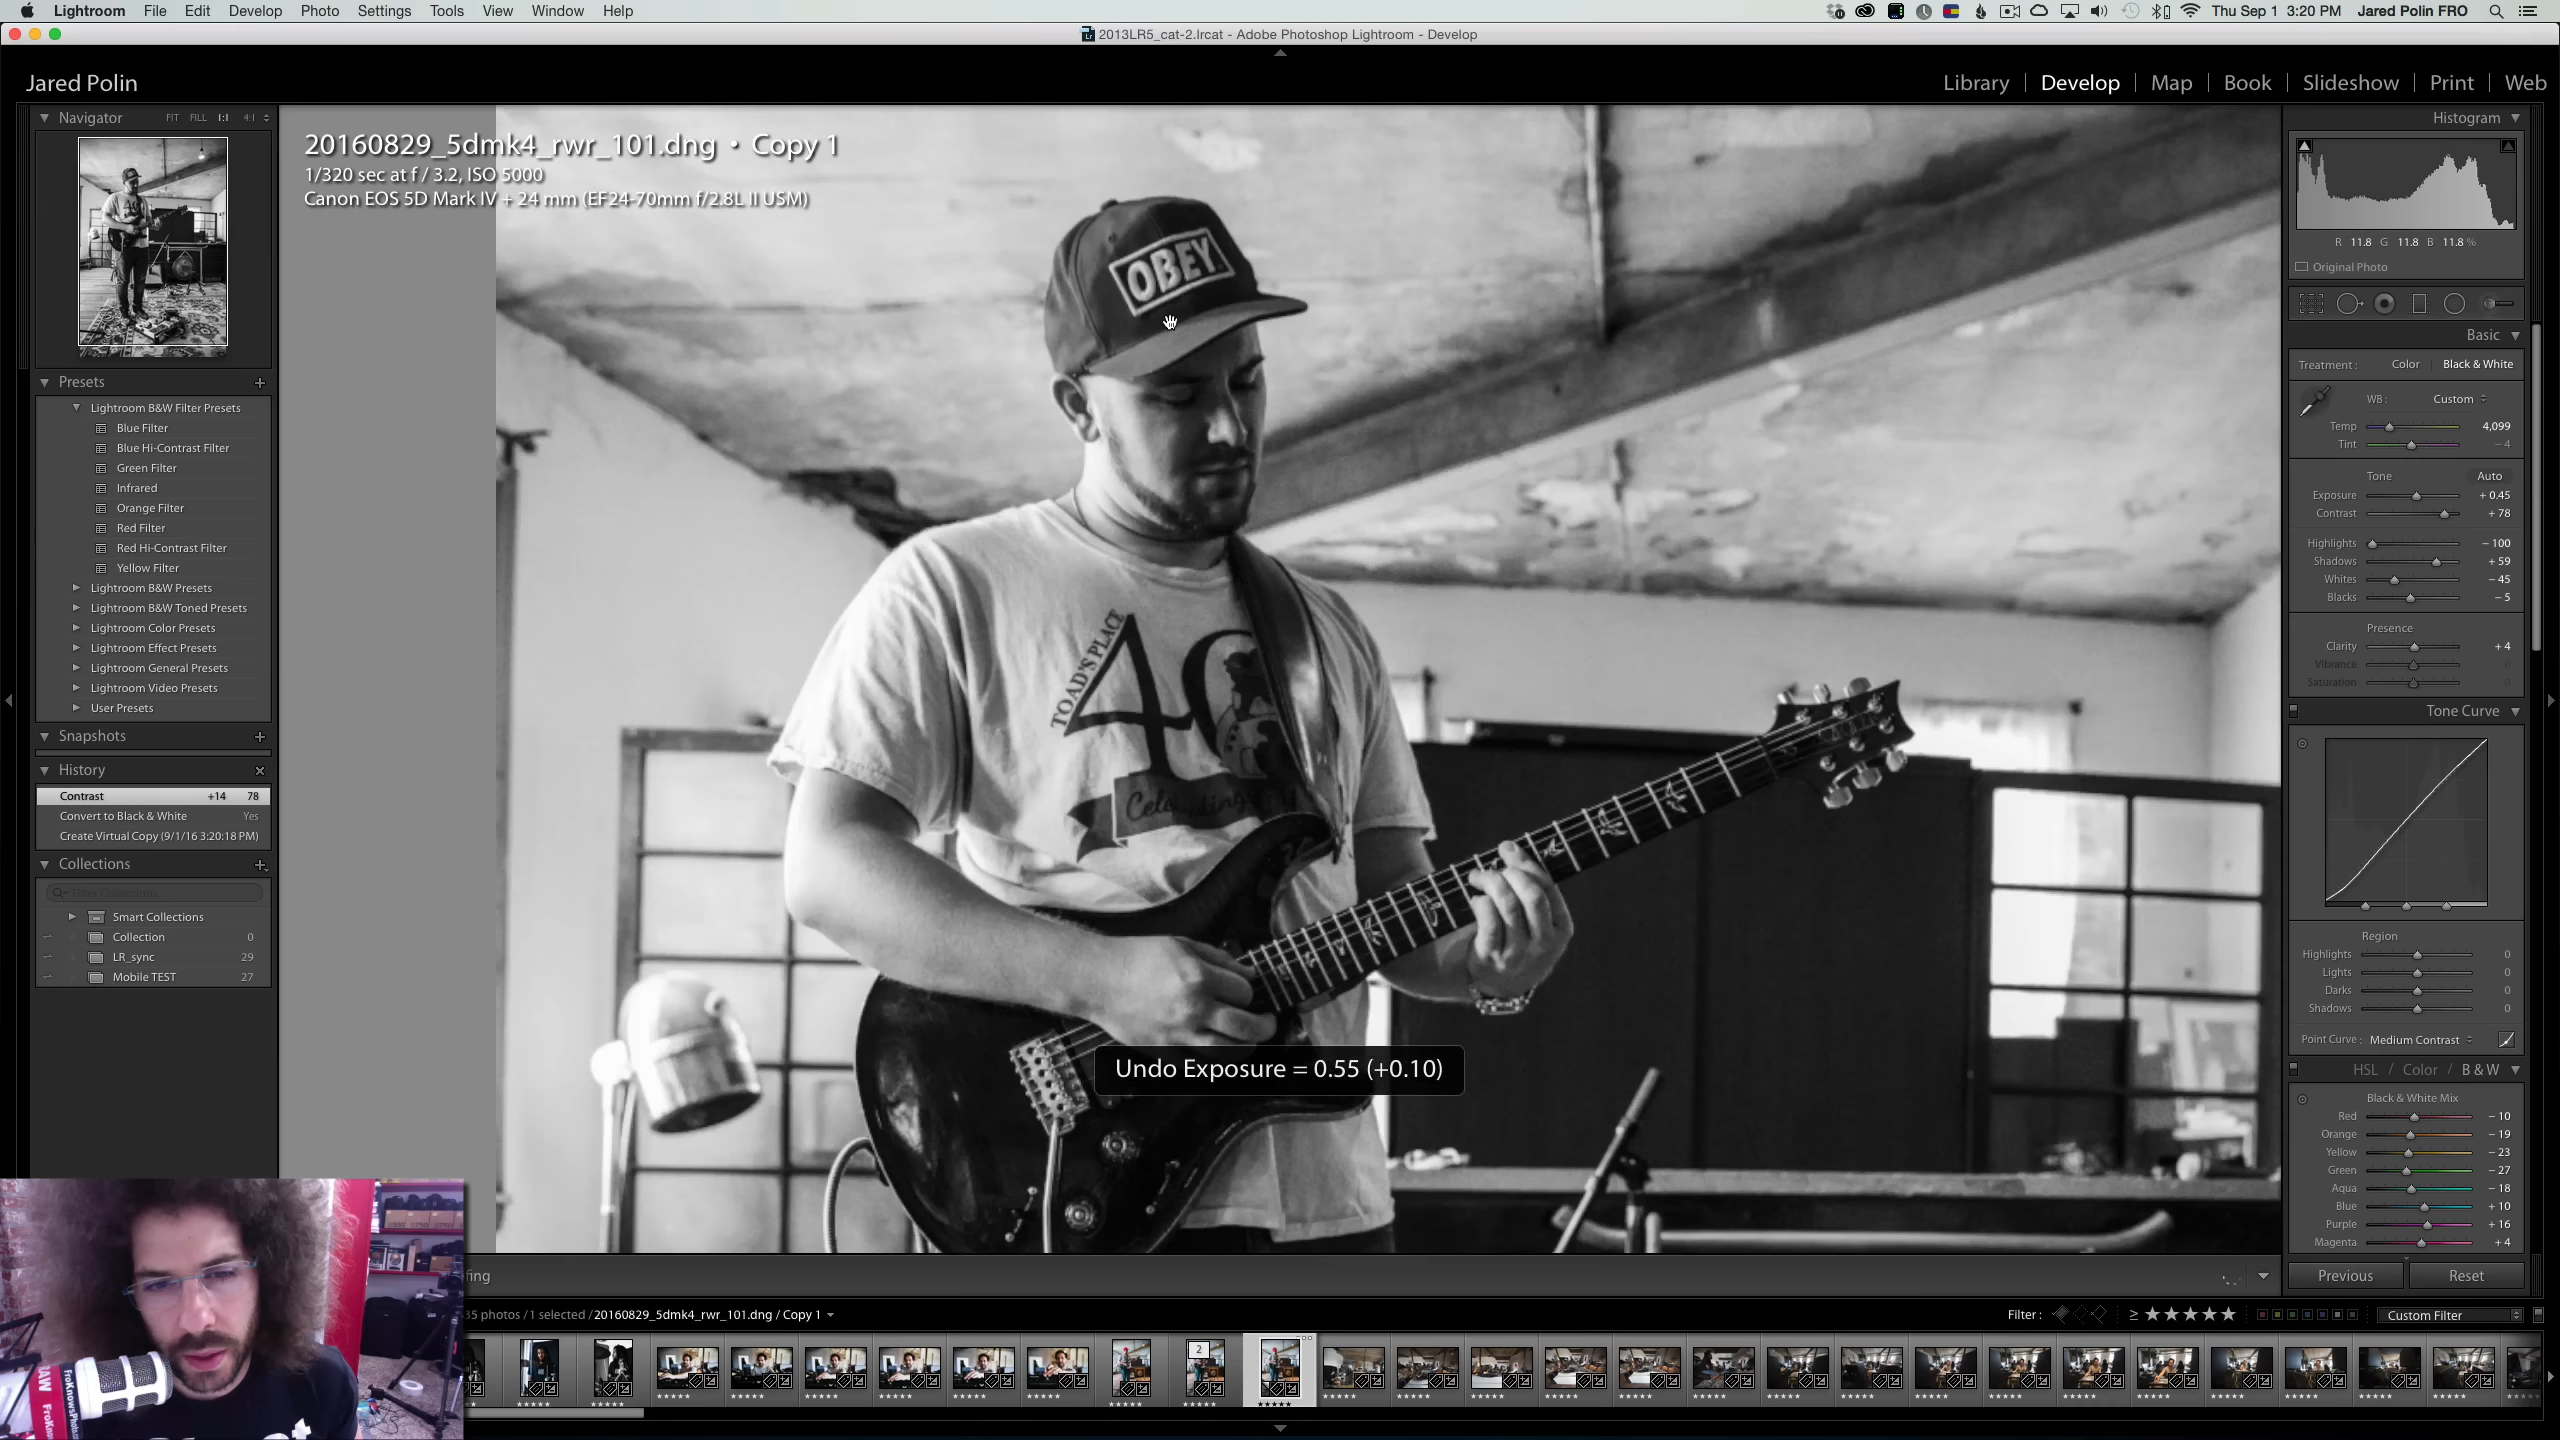 Lightroom File Edit Develop Photo Settings Tools View Window Help
Thu Sep 1 3:20 PM Jared Polin FRO
2013LR5_cat-2.lrcat - Adobe Photoshop Lightroom - Develop
Jared Polin
Library | Develop | Map | Book | Slideshow | Print | Web
Navigator FIT FILL 1:1 4:1
Presets
Lightroom B&W Filter Presets
Blue Filter
Blue Hi-Contrast Filter
Green Filter
Infrared
Orange Filter
Red Filter
Red Hi-Contrast Filter
Yellow Filter
Lightroom B&W Presets
Lightroom B&W Toned Presets
Lightroom Color Presets
Lightroom Effect Presets
Lightroom General Presets
Lightroom Video Presets
User Presets
Snapshots
History
Contrast +14 78
Convert to Black & White Yes
Create Virtual Copy (9/1/16 3:20:18 PM)
Collections
Filter Collections
Smart Collections
Collection 0
LR_sync 29
Mobile TEST 27
20160829_5dmk4_rwr_101.dng • Copy 1
1/320 sec at f / 3.2, ISO 5000
Canon EOS 5D Mark IV + 24 mm (EF24-70mm f/2.8L II USM)
OBEY
TOAD'S PLACE
40
Undo Exposure = 0.55 (+0.10)
Histogram
R 11.8 G 11.8 B 11.8 %
Original Photo
Basic
Treatment : Color | Black & White
WB : Custom
Temp 4,099
Tint – 4
Tone Auto
Exposure + 0.45
Contrast + 78
Highlights – 100
Shadows + 59
Whites – 45
Blacks – 5
Presence
Clarity + 4
Vibrance 0
Saturation 0
Tone Curve
Region
Highlights 0
Lights 0
Darks 0
Shadows 0
Point Curve : Medium Contrast
HSL / Color / B & W
Black & White Mix
Red – 10
Orange – 19
Yellow – 23
Green – 27
Aqua – 18
Blue + 10
Purple + 16
Magenta + 4
Previous Reset
fing
35 photos / 1 selected / 20160829_5dmk4_rwr_101.dng / Copy 1
Filter : ≥ ★★★★★ Custom Filter
2